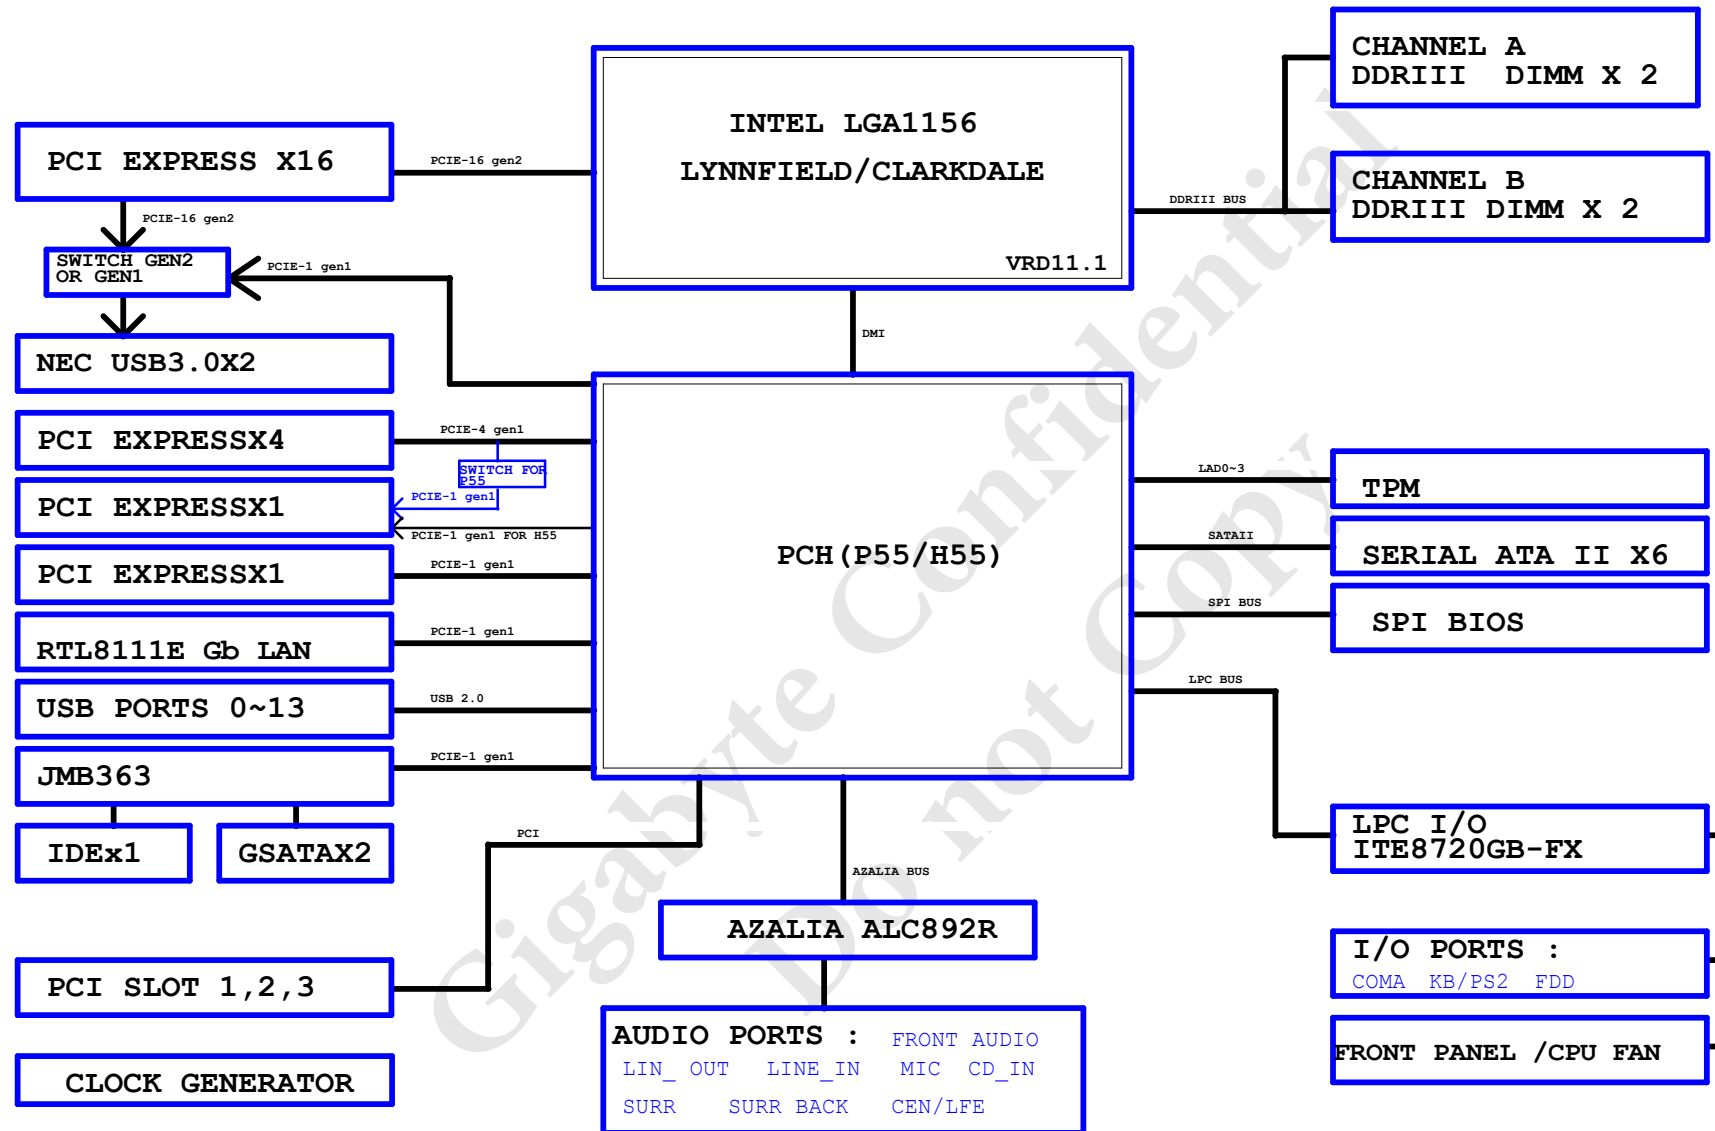 CHANNEL A
DDRIII DIMM X 2
INTEL LGA1156
LYNNFIELD/CLARKDALE
VRD11.1
PCI EXPRESS X16
PCIE-16 gen2
CHANNEL B
DDRIII DIMM X 2
DDRIII BUS
PCIE-16 gen2
SWITCH GEN2
OR GEN1
PCIE-1 gen1
DMI
NEC USB3.0X2
PCI EXPRESSX4
PCIE-4 gen1
SWITCH FOR
P55
PCI EXPRESSX1
PCIE-1 gen1
PCIE-1 gen1 FOR H55
PCI EXPRESSX1
PCIE-1 gen1
PCH(P55/H55)
LAD0~3
TPM
SATAII
SERIAL ATA II X6
SPI BUS
SPI BIOS
RTL8111E Gb LAN
PCIE-1 gen1
USB PORTS 0~13
USB 2.0
LPC BUS
JMB363
PCIE-1 gen1
IDEx1
GSATAX2
PCI
AZALIA BUS
LPC I/O
ITE8720GB-FX
AZALIA ALC892R
I/O PORTS :
COMA KB/PS2 FDD
PCI SLOT 1,2,3
AUDIO PORTS : FRONT AUDIO
LIN_ OUT LINE_IN MIC CD_IN
SURR SURR BACK CEN/LFE
FRONT PANEL /CPU FAN
CLOCK GENERATOR
Gigabyte Confidential
Do not Copy